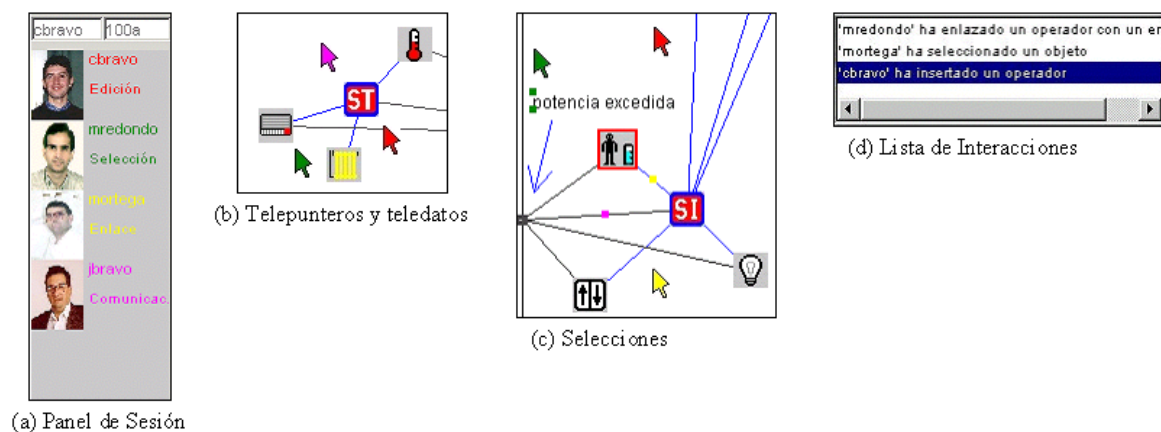 cbravo 100a
cbravo
Edición
mredondo
Selección
mortega
Enlace
jbravo
Comunicac.
(a) Panel de Sesión
ST
(b) Telepunteros y teledatos
potencia excedida
SI
(c) Selecciones
'mredondo' ha enlazado un operador con un er
'mortega' ha seleccionado un objeto
'cbravo' ha insertado un operador
(d) Lista de Interacciones